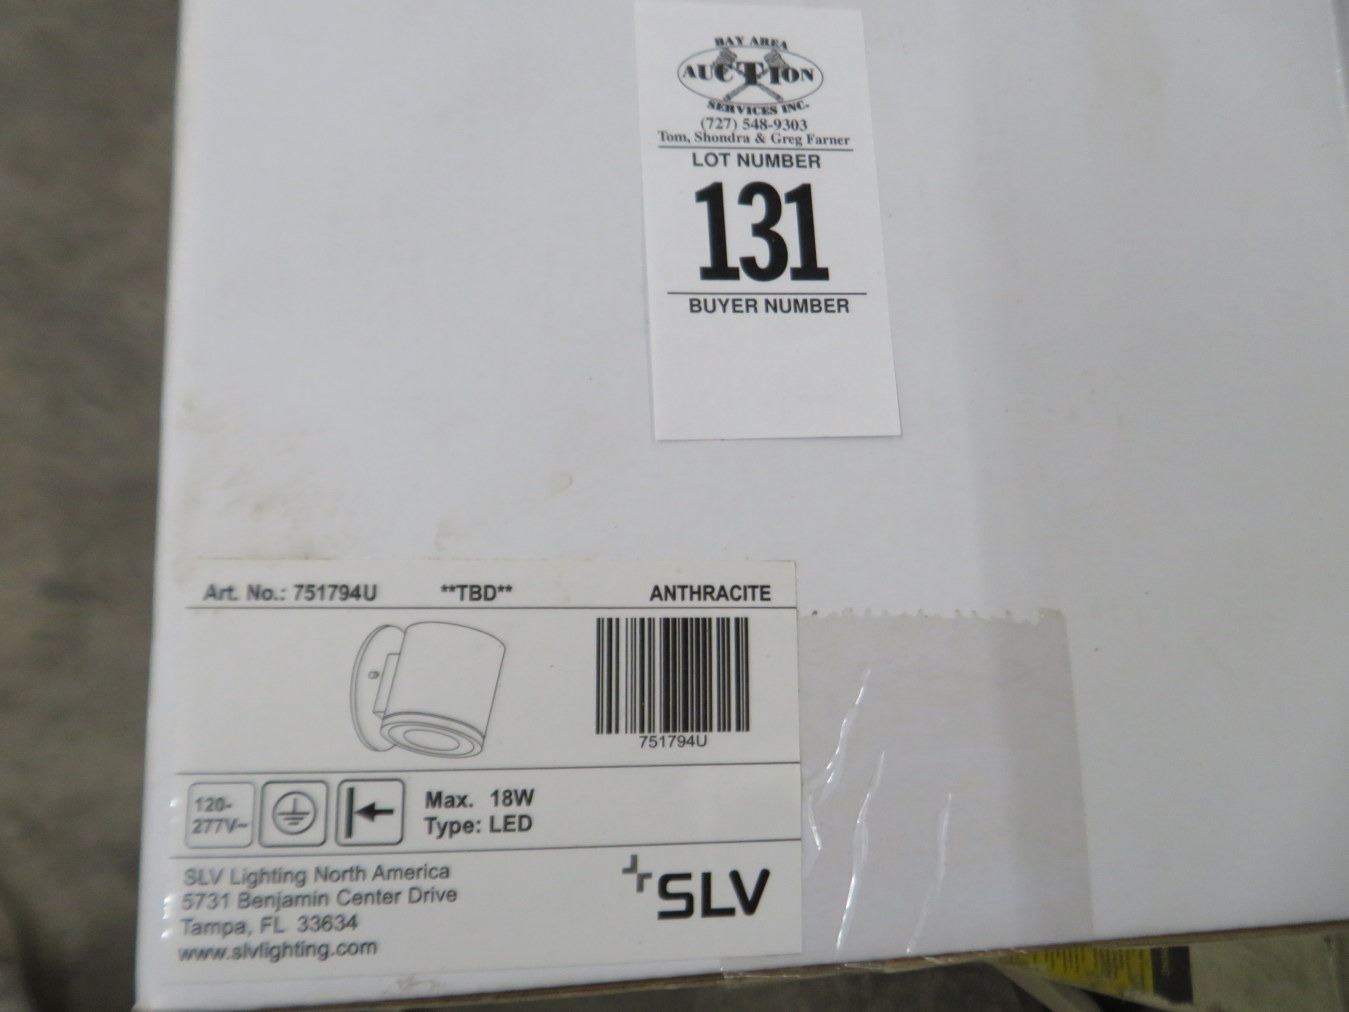 BAY AREA
AUCTION
SERVICES INC.
(727) 548-9303
Tom, Shondra & Greg Farner
LOT NUMBER
131
BUYER NUMBER
Art. No.: 751794U **TBD** ANTHRACITE
751794U
120-
277V~
Max. 18W
Type: LED
SLV Lighting North America
5731 Benjamin Center Drive
Tampa, FL 33634
www.slvlighting.com
SLV